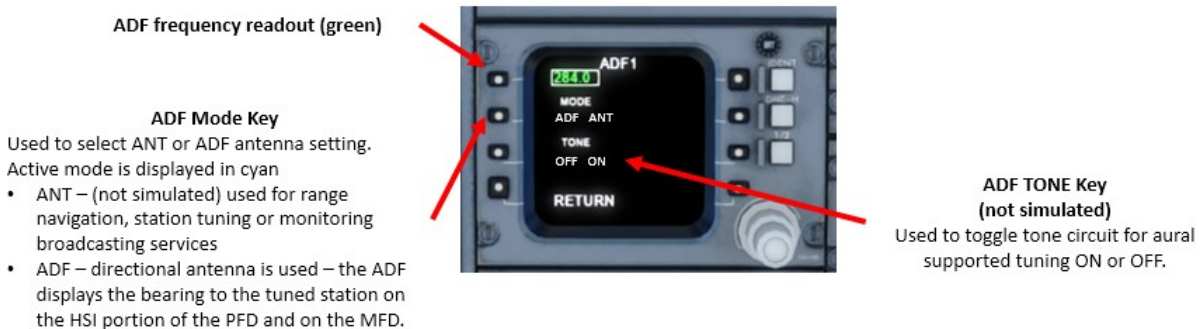 ADF frequency readout (green)
ADF Mode Key
Used to select ANT or ADF antenna setting.
Active mode is displayed in cyan
• ANT – (not simulated) used for range
navigation, station tuning or monitoring
broadcasting services
• ADF – directional antenna is used – the ADF
displays the bearing to the tuned station on
the HSI portion of the PFD and on the MFD.
ADF1
284.0
MODE
ADF ANT
TONE
OFF ON
RETURN
IDENT
1/2
ADF TONE Key
(not simulated)
Used to toggle tone circuit for aural
supported tuning ON or OFF.